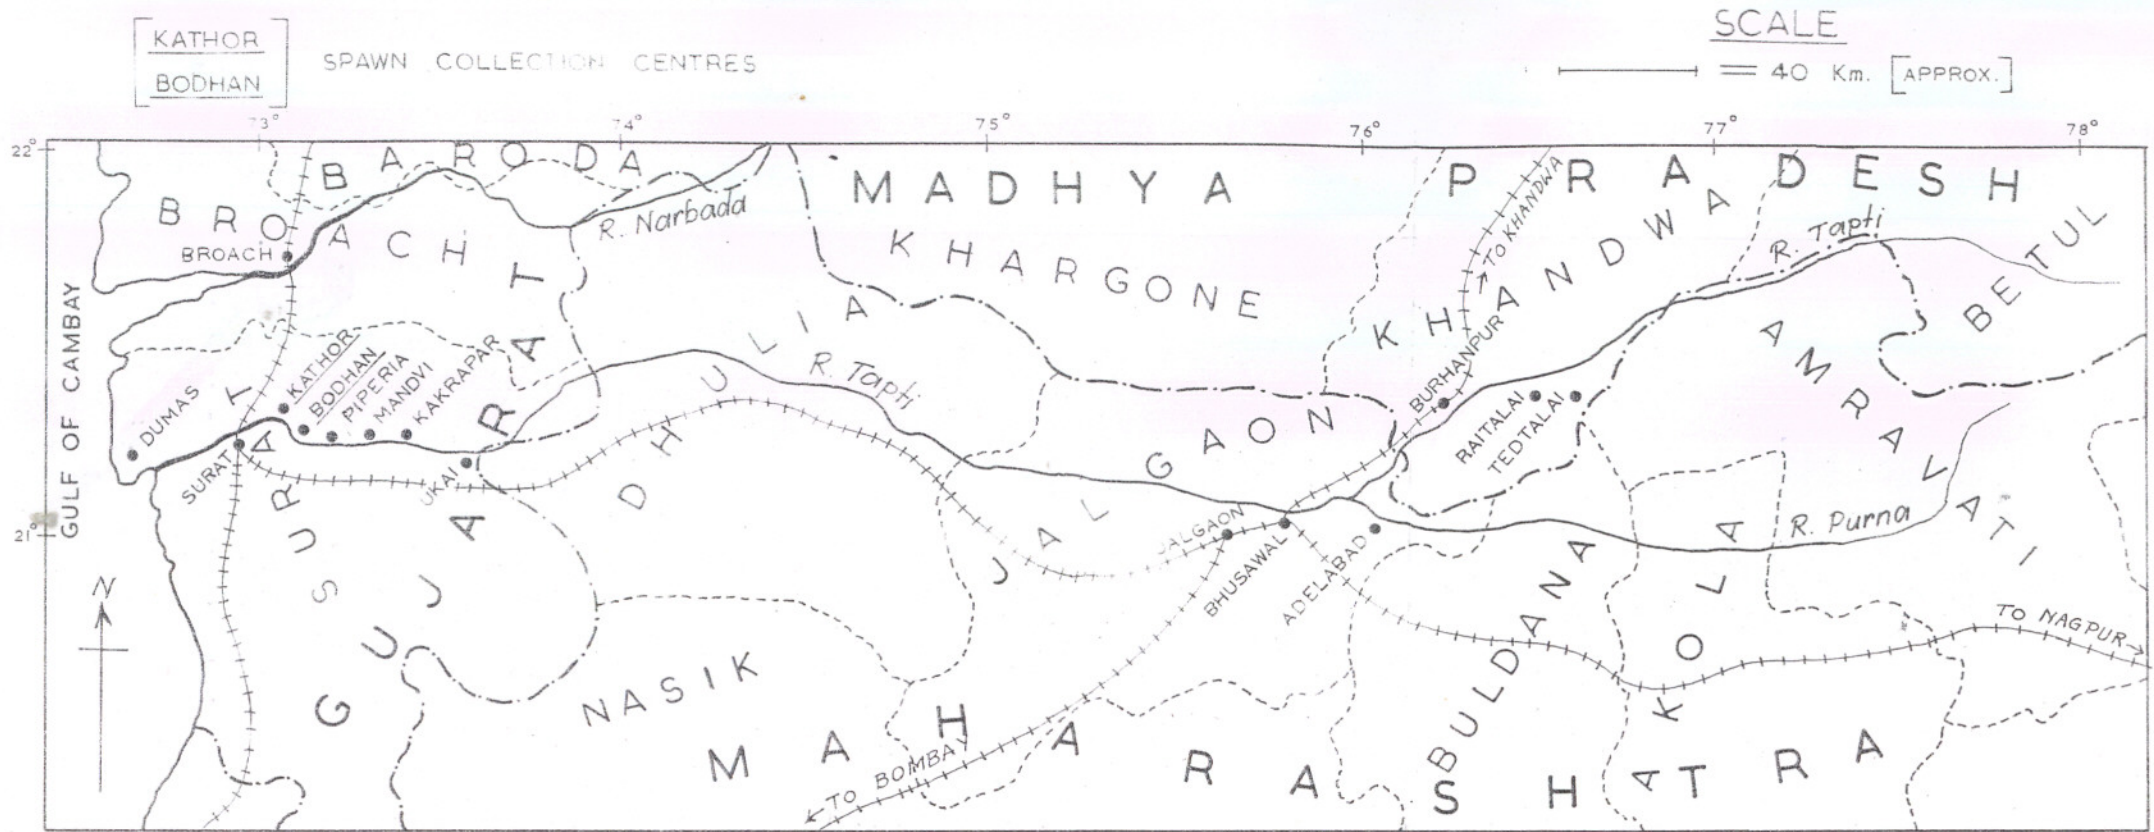 KATHOR
BODHAN
SPAWN COLLECTION CENTRES
SCALE
= 40 Km. [APPROX.]
73° 74° 75° 76° 77° 78°
22°
21°
GULF OF CAMBAY
N
BARODA
BROACH
BROACH
R. Narbada
MADHYA PRADESH
KHARGONE
KHANDWA
TO KHANDWA
R. Tapti
BETUL
AMRAVATI
DHULIA
R. Tapti
JALGAON
GUJARAT
SURAT
DUMAS
SURAT
KATHOR
BODHAN
PIPERIA
MANDVI
KAKRAPAR
UKAI
BURHANPUR
RAITALAI
TEDTALAI
JALGAON
BHUSAWAL
ADELABAD
R. Purna
BULDANA
AKOLA
TO NAGPUR
NASIK
MAHARASHTRA
TO BOMBAY